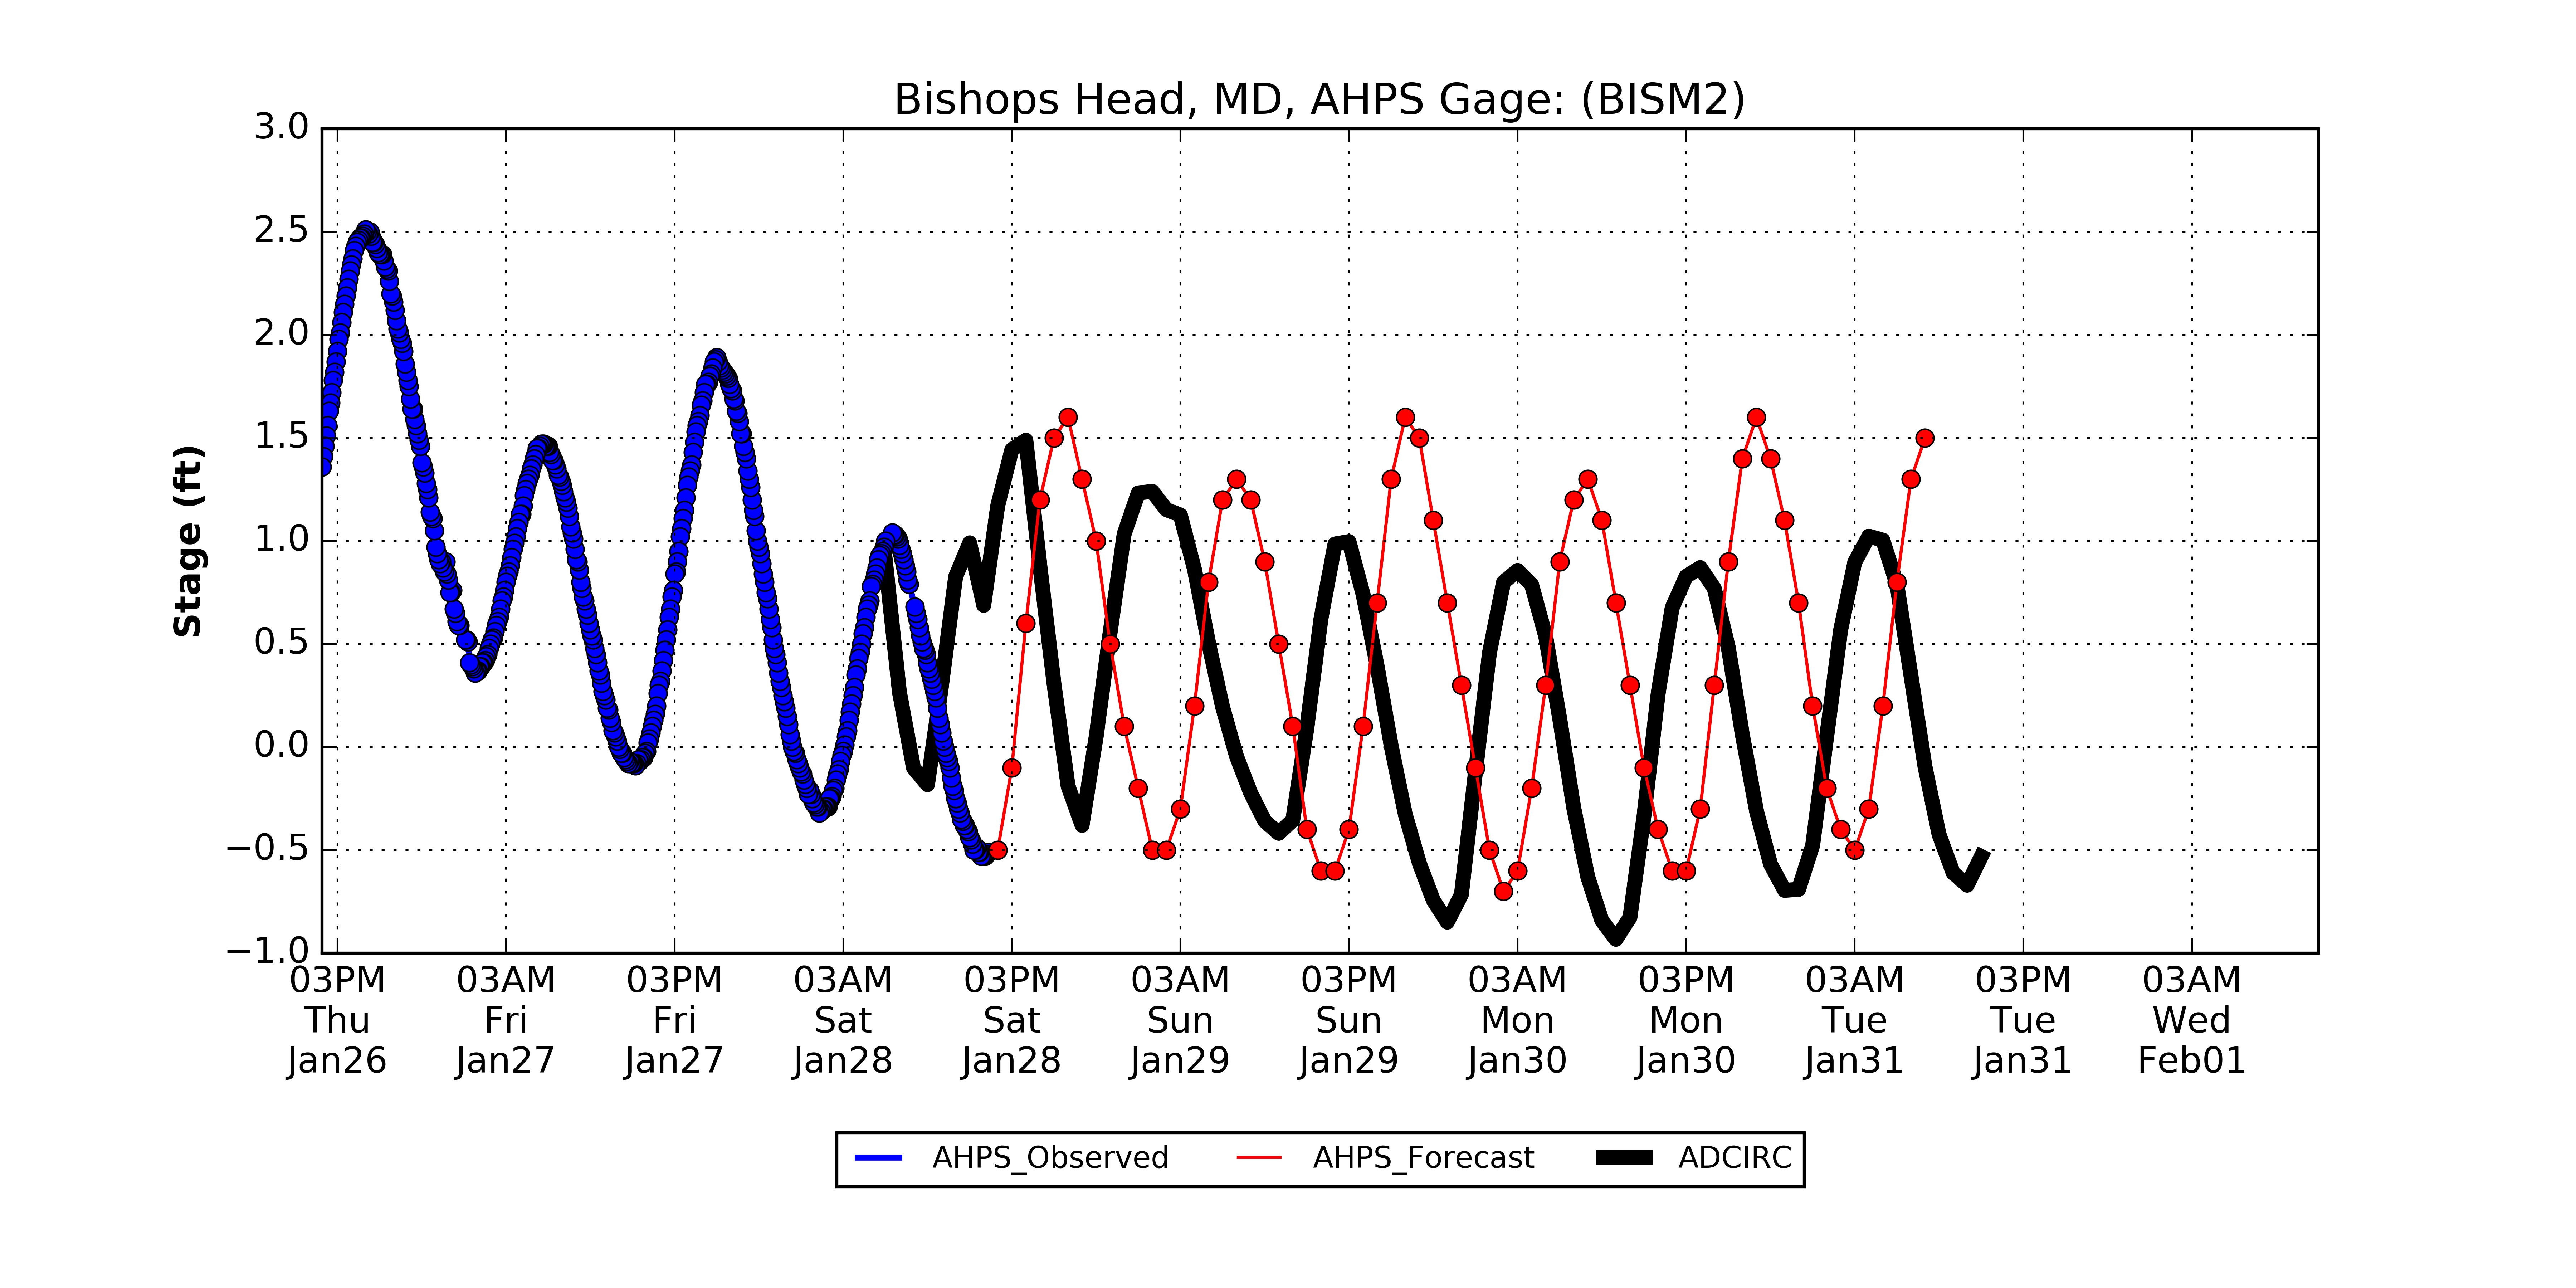 Bishops Head, MD, AHPS Gage: (BISM2)
Stage (ft)
3.0
2.5
2.0
1.5
1.0
0.5
0.0
−0.5
−1.0
03PM 03AM 03PM 03AM 03PM 03AM 03PM 03AM 03PM 03AM 03PM 03AM
Thu Fri Fri Sat Sat Sun Sun Mon Mon Tue Tue Wed
Jan26 Jan27 Jan27 Jan28 Jan28 Jan29 Jan29 Jan30 Jan30 Jan31 Jan31 Feb01
AHPS_Observed AHPS_Forecast ADCIRC